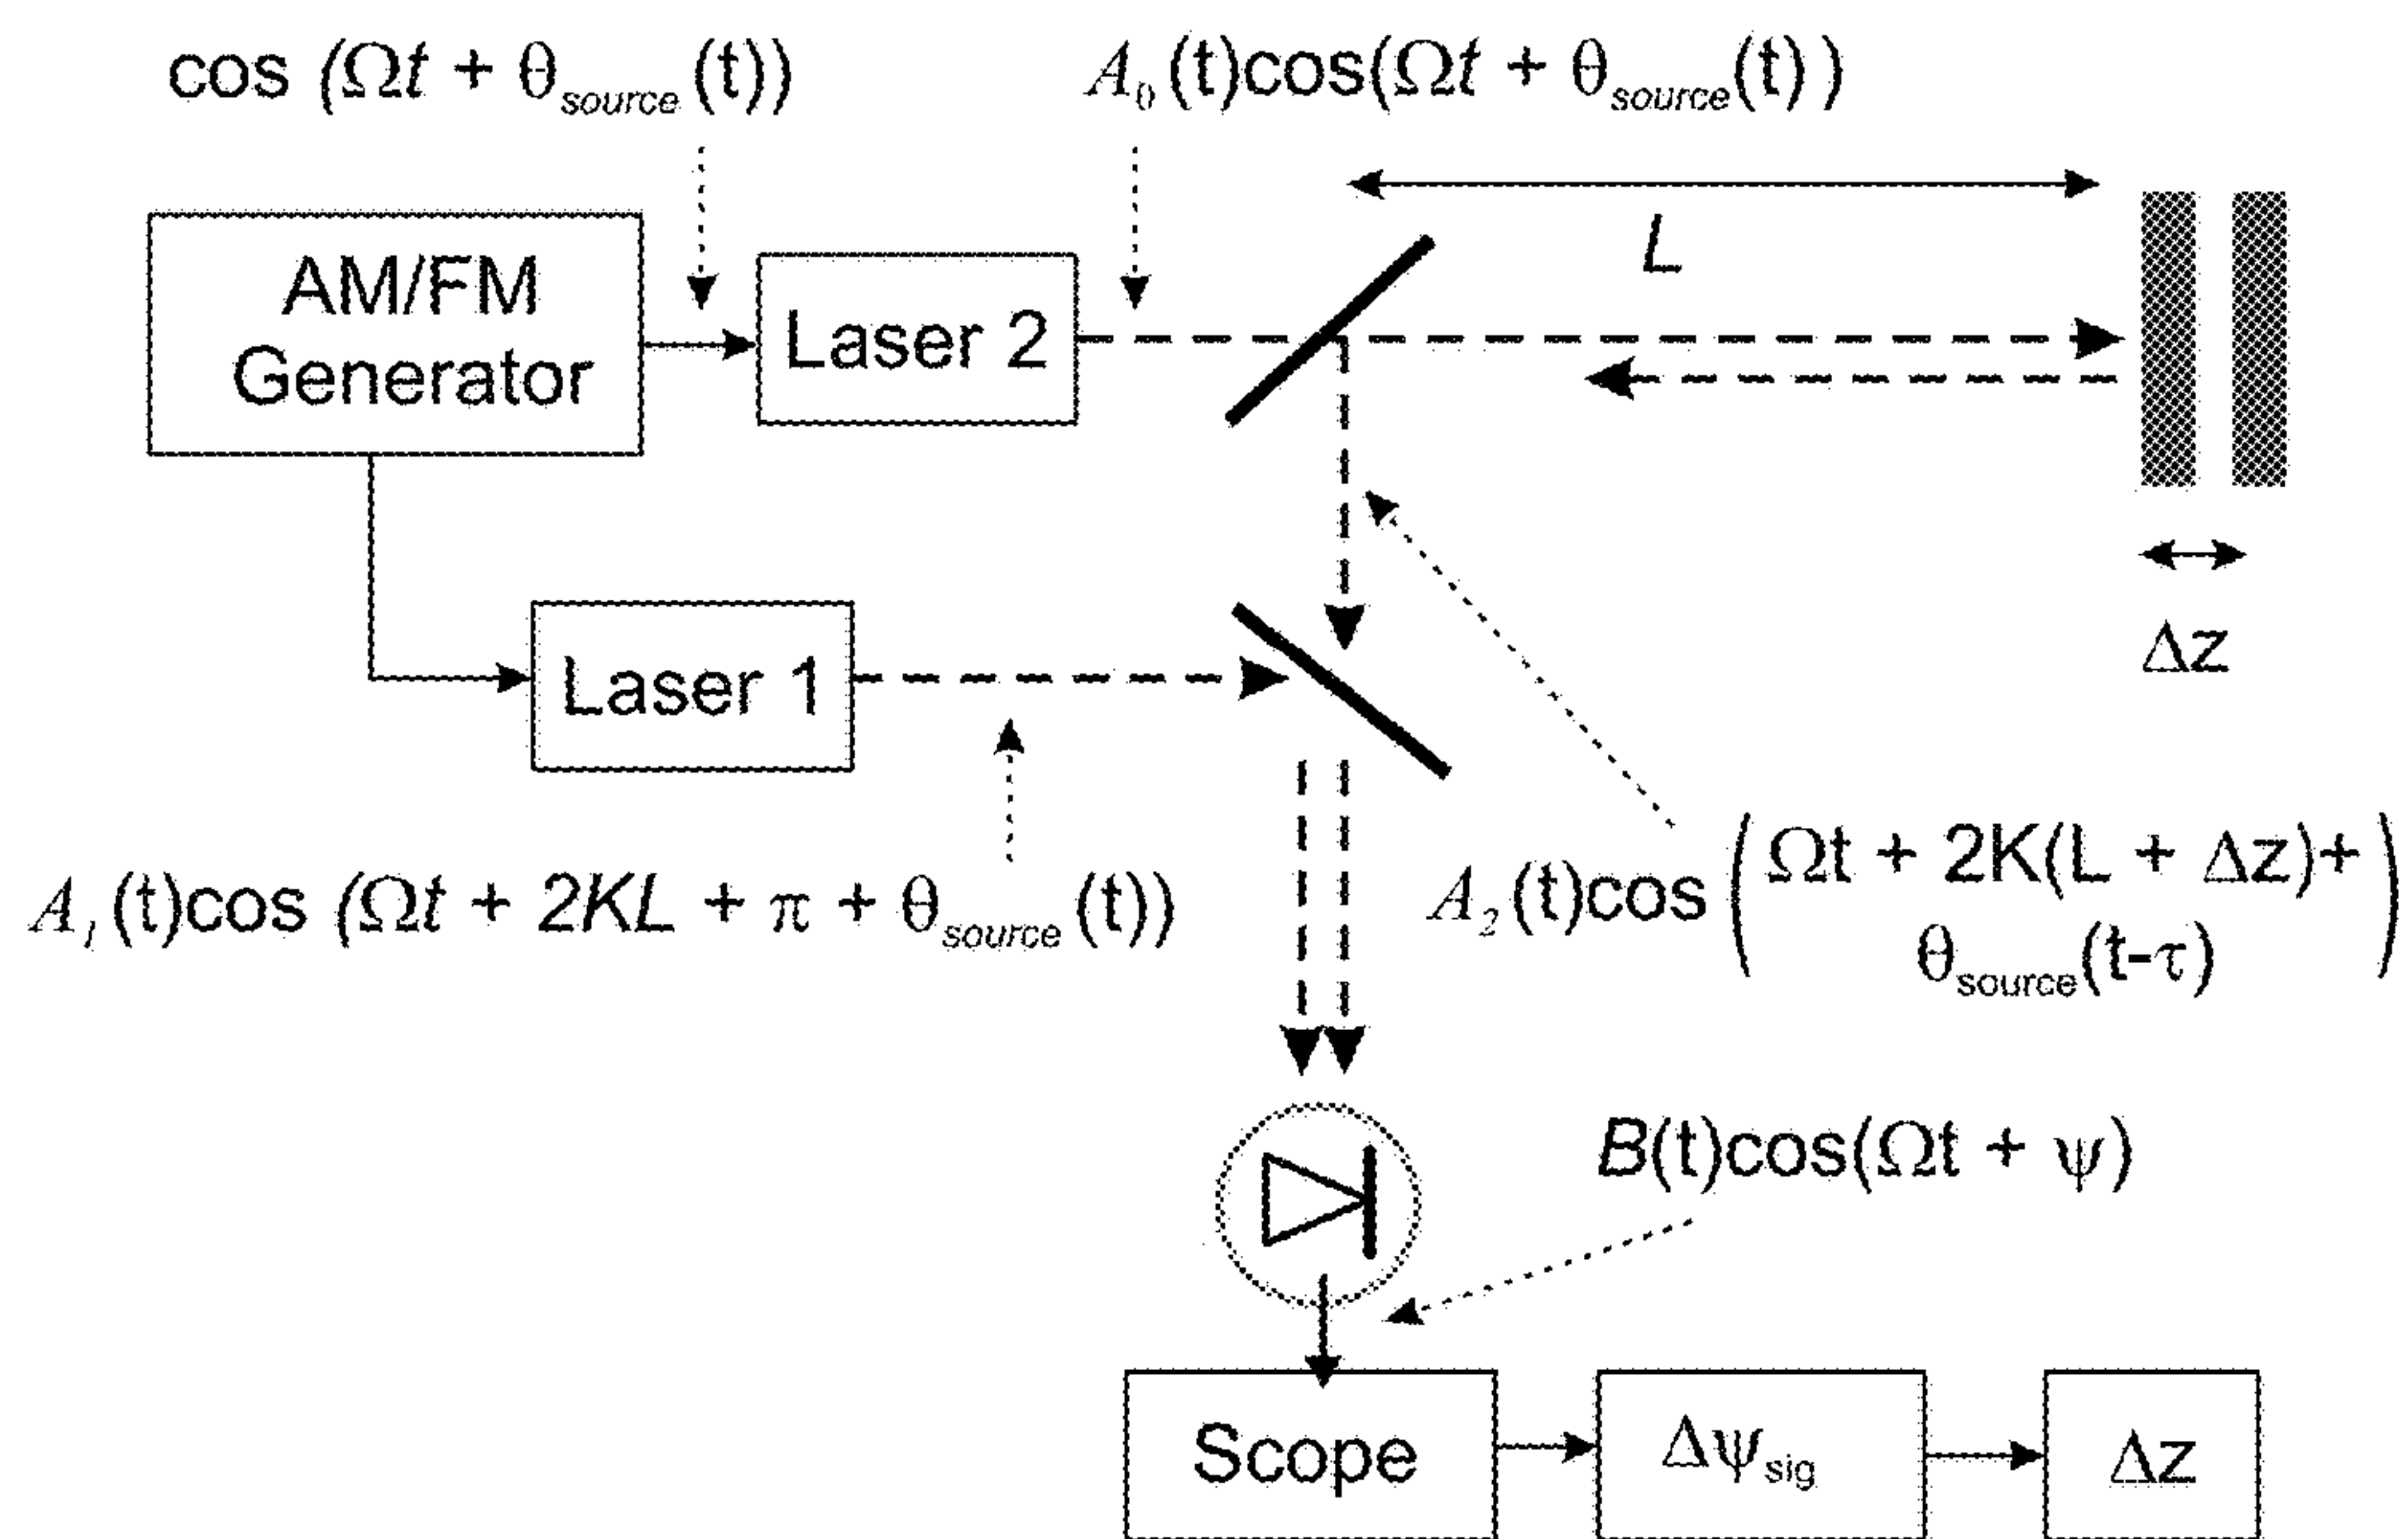 cos (Ωt + θsource (t))
A0 (t)cos(Ωt + θsource(t))
L
AM/FM
Generator
Laser 2
Δz
Laser 1
A1 (t)cos (Ωt + 2KL + π + θsource (t))
A2 (t)cos (Ωt + 2K(L + Δz)+
θsource(t-τ))
B(t)cos(Ωt + ψ)
Scope
Δψsig
Δz